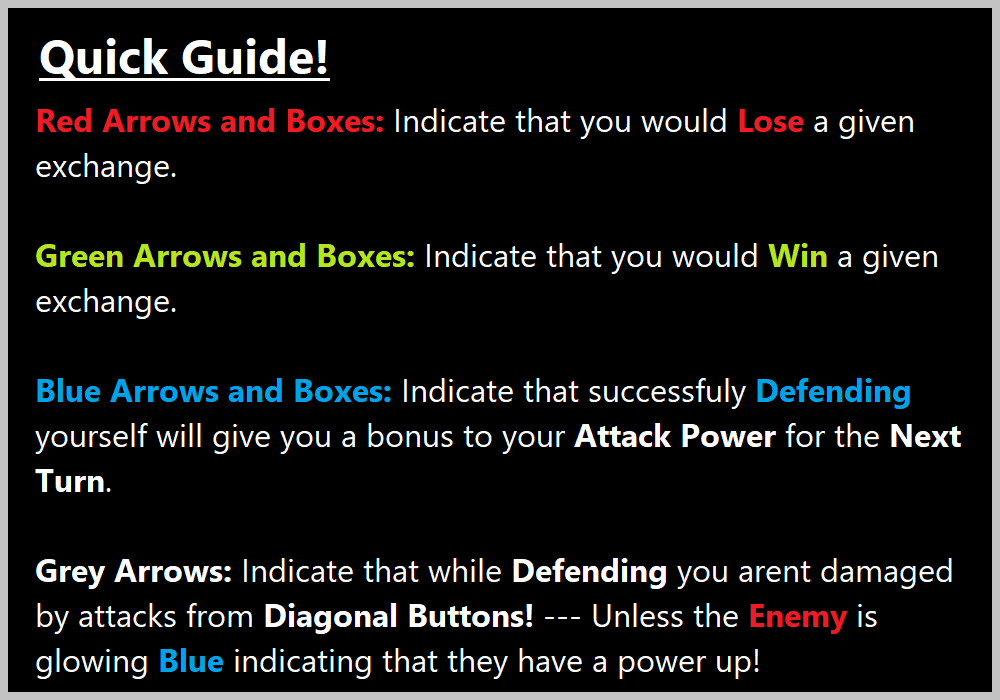 Quick Guide!
Red Arrows and Boxes: Indicate that you would Lose a given
exchange.
Green Arrows and Boxes: Indicate that you would Win a given
exchange.
Blue Arrows and Boxes: Indicate that successfuly Defending
yourself will give you a bonus to your Attack Power for the Next
Turn.
Grey Arrows: Indicate that while Defending you arent damaged
by attacks from Diagonal Buttons! --- Unless the Enemy is
glowing Blue indicating that they have a power up!